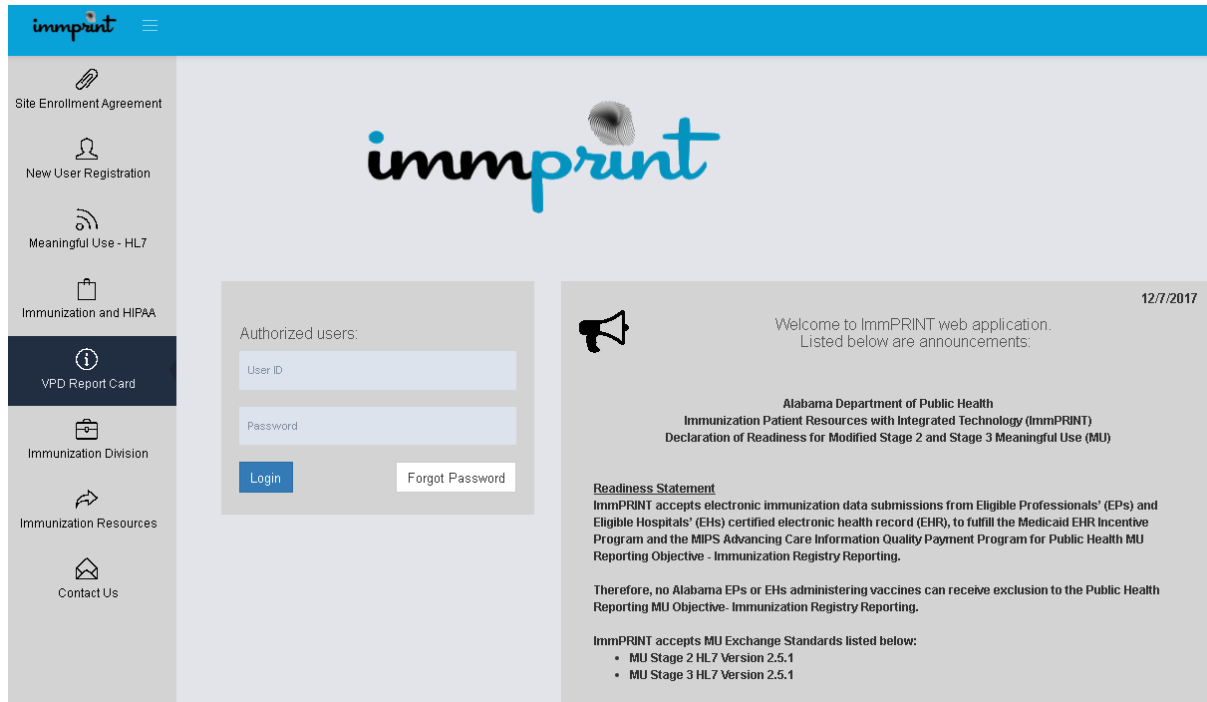 immprint
Site Enrollment Agreement
New User Registration
Meaningful Use - HL7
Immunization and HIPAA
VPD Report Card
Immunization Division
Immunization Resources
Contact Us
immprint
Authorized users:
User ID
Password
Login
Forgot Password
12/7/2017
Welcome to ImmPRINT web application.
Listed below are announcements:
Alabama Department of Public Health
Immunization Patient Resources with Integrated Technology (ImmPRINT)
Declaration of Readiness for Modified Stage 2 and Stage 3 Meaningful Use (MU)
Readiness Statement
ImmPRINT accepts electronic immunization data submissions from Eligible Professionals' (EPs) and
Eligible Hospitals' (EHs) certified electronic health record (EHR), to fulfill the Medicaid EHR Incentive
Program and the MIPS Advancing Care Information Quality Payment Program for Public Health MU
Reporting Objective - Immunization Registry Reporting.
Therefore, no Alabama EPs or EHs administering vaccines can receive exclusion to the Public Health
Reporting MU Objective- Immunization Registry Reporting.
ImmPRINT accepts MU Exchange Standards listed below:
• MU Stage 2 HL7 Version 2.5.1
• MU Stage 3 HL7 Version 2.5.1